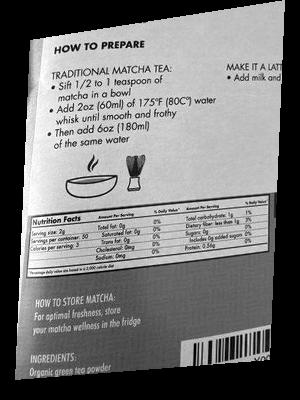 HOW TO PREPARE
TRADITIONAL MATCHA TEA:
• Sift 1/2 to 1 teaspoon of
matcha in a bowl
• Add 2oz (60ml) of 175°F (80C°) water
whisk until smooth and frothy
• Then add 6oz (180ml)
of the same water
MAKE IT A LATT
• Add milk and
Nutrition Facts
Serving size: 2g
Servings per container: 50
Calories per serving: 3
Amount Per Serving % Daily Value*
Total fat: 0g 0%
Saturated fat: 0g 0%
Trans fat: 0g 0%
Cholesterol: 0mg 0%
Sodium: 0mg 0%
Amount Per Serving % Daily Value*
Total carbohydrate: 1g 1%
Dietary fiber: less than 1g 3%
Sugars: 0g 0%
Includes 0g added sugars 0%
Protein: 0.56g
*Percentage daily value are based on a 2,000 calorie diet
HOW TO STORE MATCHA:
For optimal freshness, store
your matcha wellness in the fridge
INGREDIENTS:
Organic green tea powder